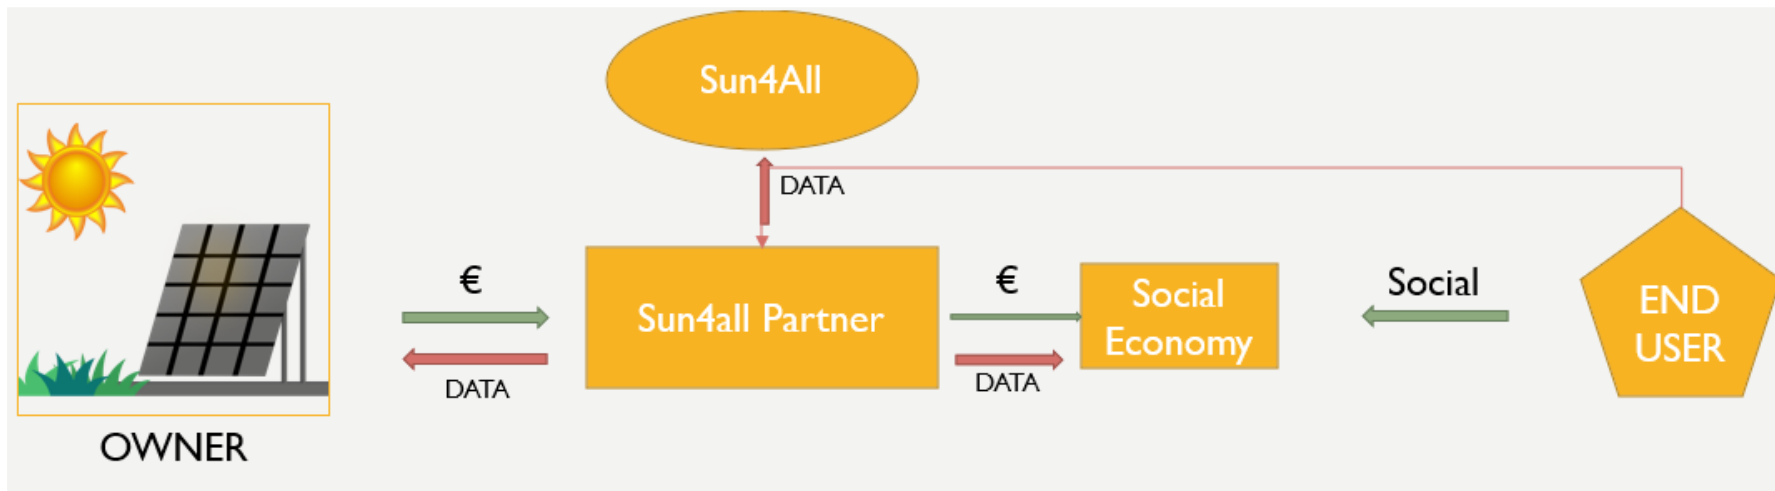 Sun4All
DATA
€
Sun4all Partner
DATA
€
DATA
Social
Economy
Social
END
USER
OWNER